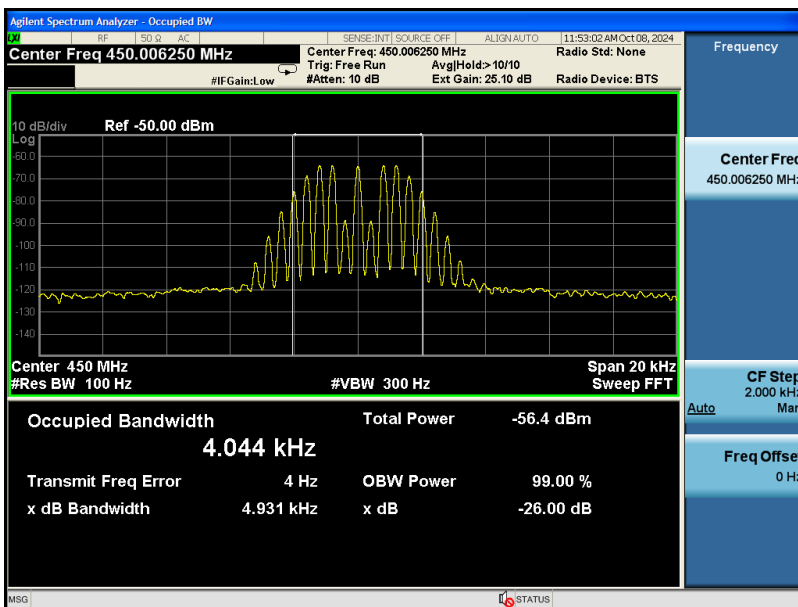 Agilent Spectrum Analyzer - Occupied BW
LXI RF 50 Ω AC SENSE:INT SOURCE OFF ALIGN AUTO 11:53:02 AM Oct 08, 2024
Center Freq 450.006250 MHz
Center Freq: 450.006250 MHz
Radio Std: None
Trig: Free Run Avg|Hold:>10/10
#IFGain:Low
#Atten: 10 dB Ext Gain: 25.10 dB Radio Device: BTS
10 dB/div Ref -50.00 dBm
Log
-60.0
-70.0
-80.0
-90.0
-100
-110
-120
-130
-140
Center 450 MHz Span 20 kHz
#Res BW 100 Hz #VBW 300 Hz Sweep FFT
Occupied Bandwidth Total Power -56.4 dBm
4.044 kHz
Transmit Freq Error 4 Hz OBW Power 99.00 %
x dB Bandwidth 4.931 kHz x dB -26.00 dB
MSG STATUS
Frequency
Center Freq
450.006250 MHz
CF Step
2.000 kHz
Auto Man
Freq Offset
0 Hz